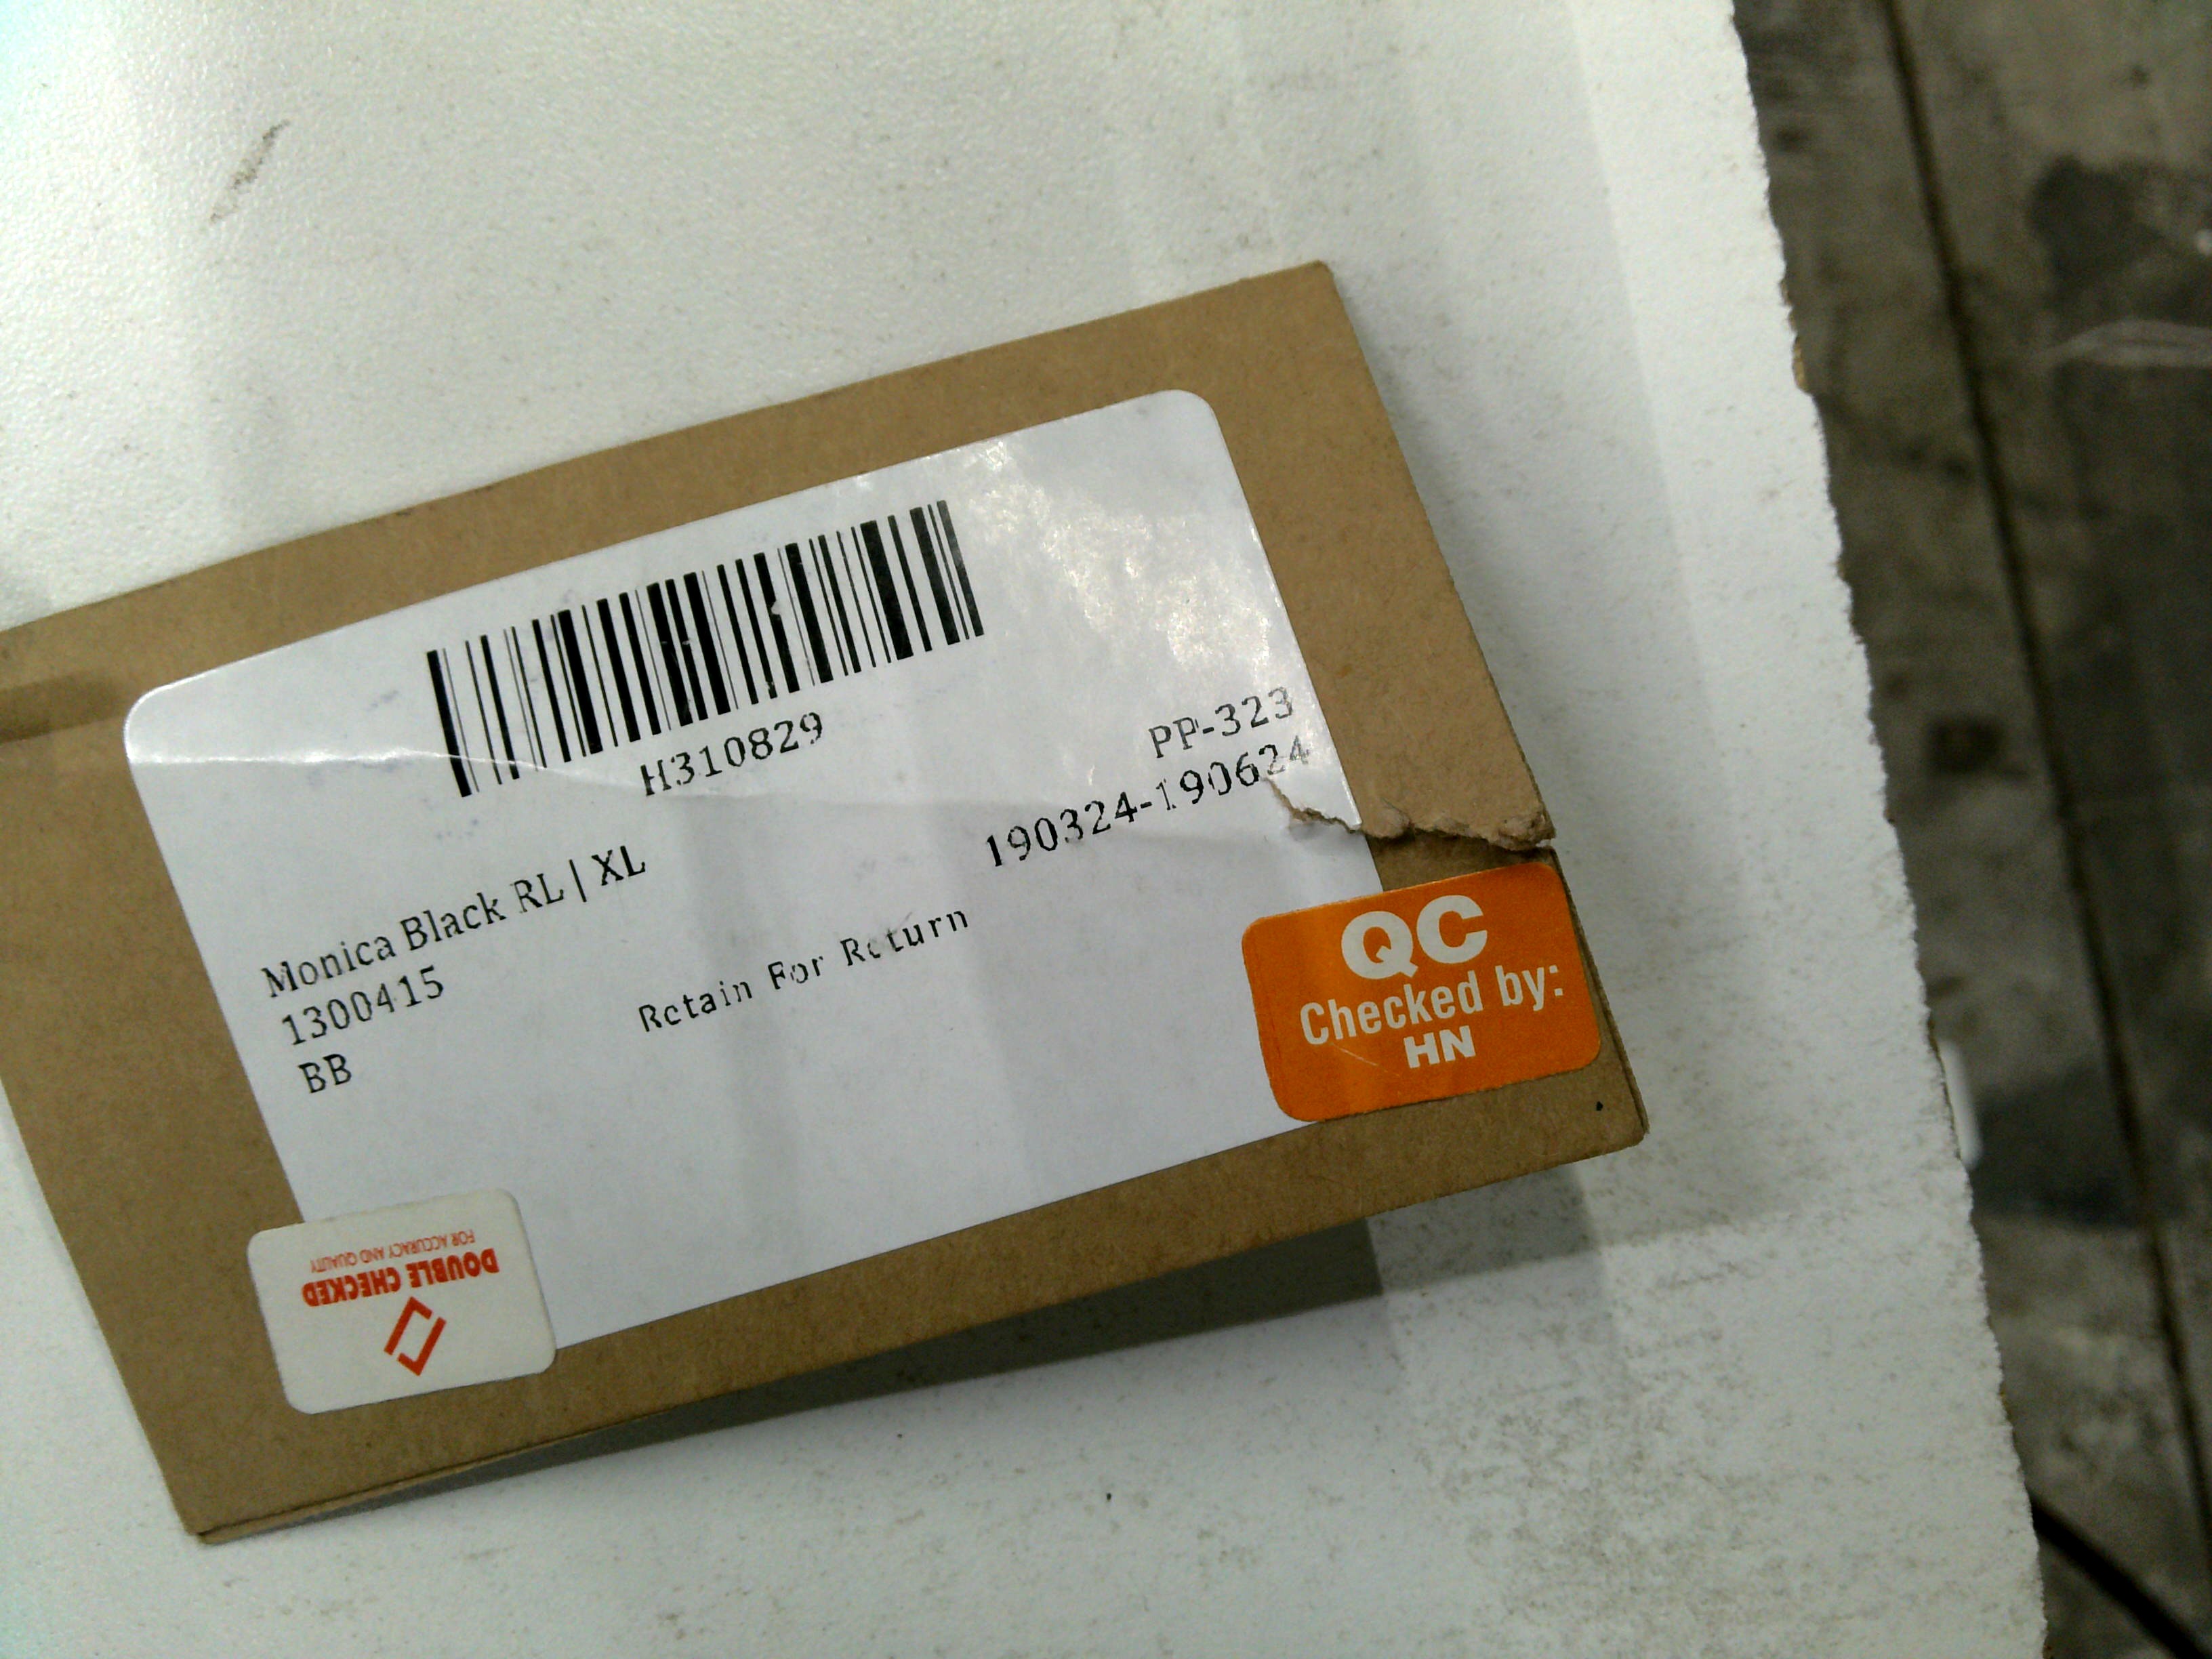 H310829
PP-323
190324-190624
Monica Black RL | XL
1300415
BB
Retain For Return
QC
Checked by:
HN
DOUBLE CHECKED
FOR ACCURACY AND QUALITY